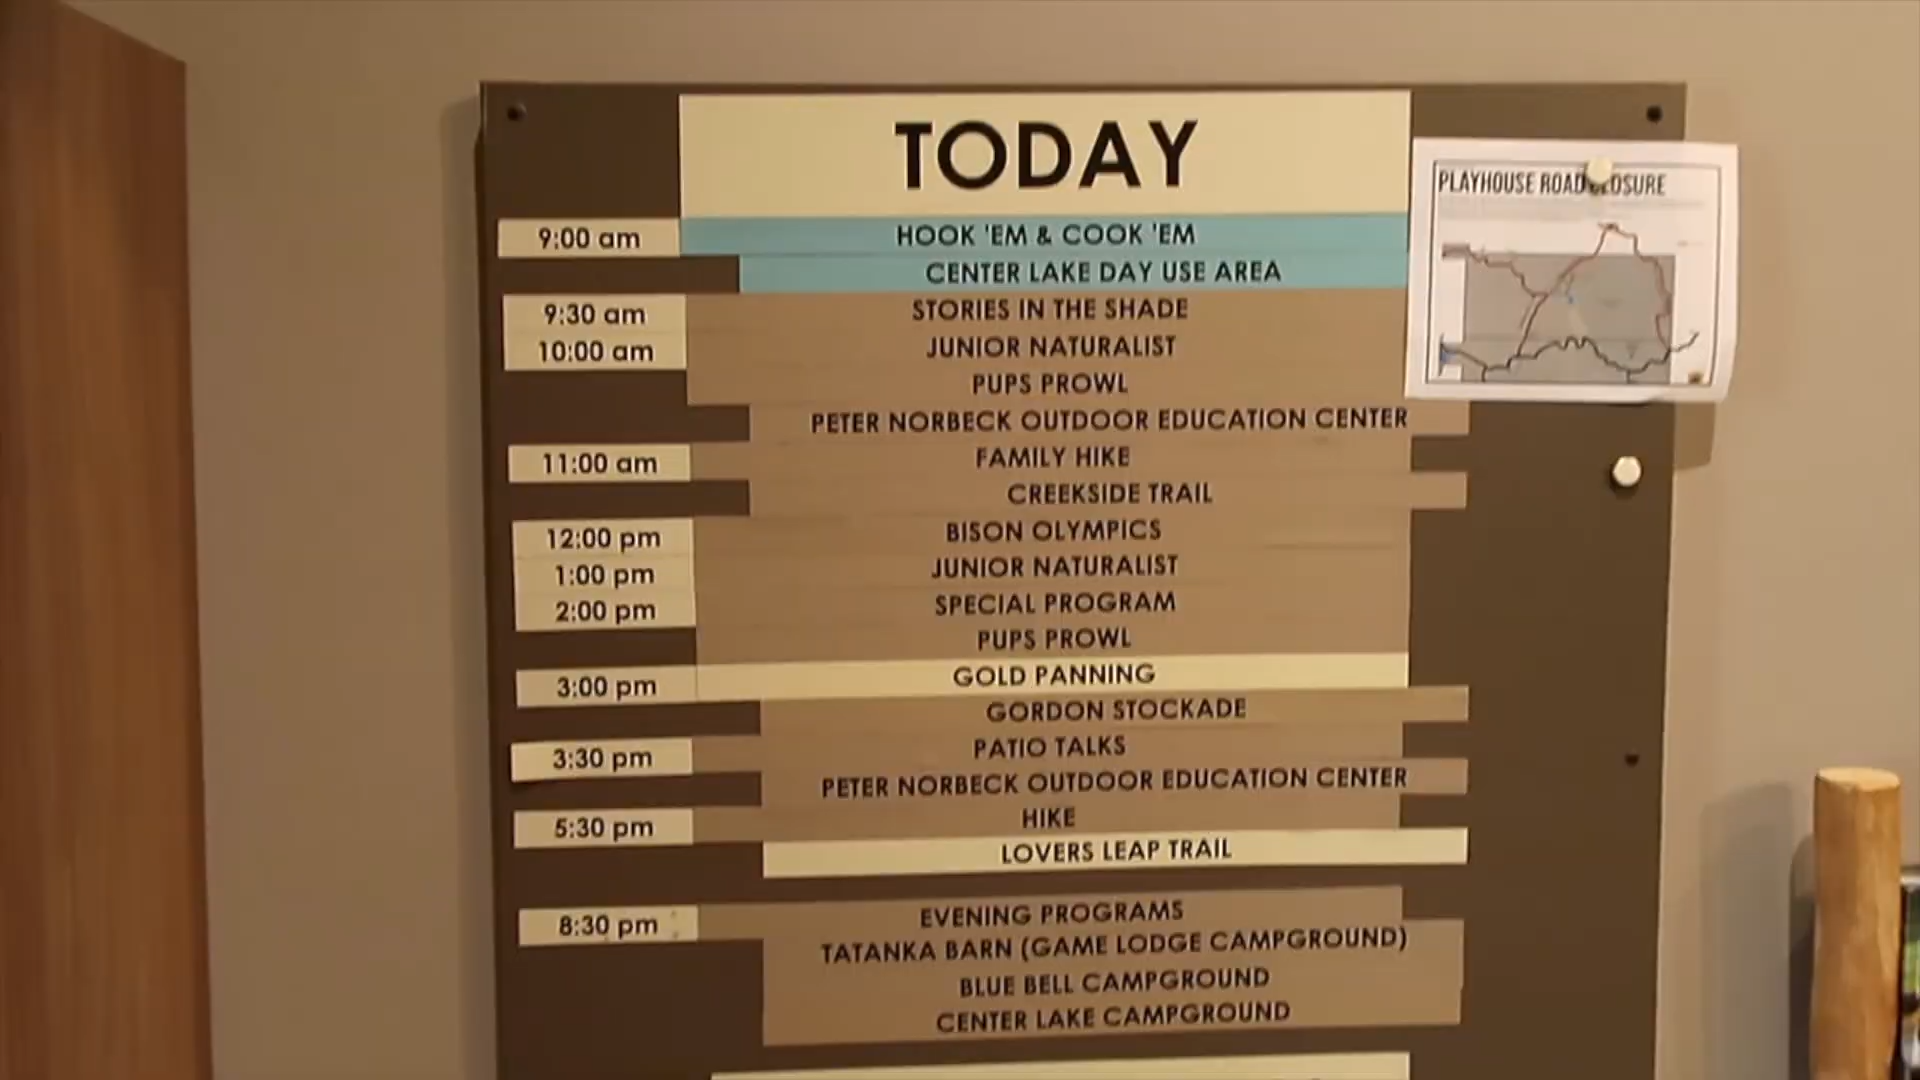 TODAY
PLAYHOUSE ROAD CLOSURE
9:00 am HOOK 'EM & COOK 'EM
CENTER LAKE DAY USE AREA
9:30 am STORIES IN THE SHADE
10:00 am JUNIOR NATURALIST
PUPS PROWL
PETER NORBECK OUTDOOR EDUCATION CENTER
11:00 am FAMILY HIKE
CREEKSIDE TRAIL
12:00 pm BISON OLYMPICS
1:00 pm JUNIOR NATURALIST
2:00 pm SPECIAL PROGRAM
PUPS PROWL
3:00 pm GOLD PANNING
GORDON STOCKADE
3:30 pm PATIO TALKS
PETER NORBECK OUTDOOR EDUCATION CENTER
5:30 pm HIKE
LOVERS LEAP TRAIL
8:30 pm EVENING PROGRAMS
TATANKA BARN (GAME LODGE CAMPGROUND)
BLUE BELL CAMPGROUND
CENTER LAKE CAMPGROUND